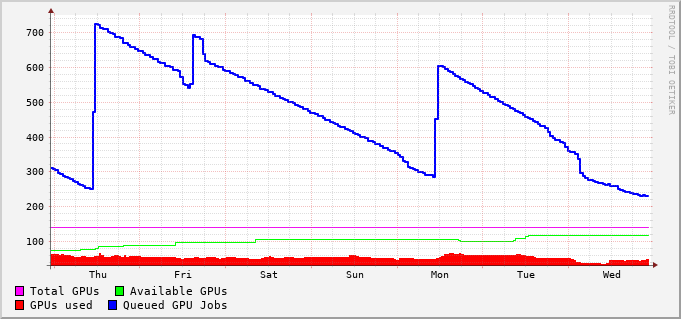 700
600
500
400
300
200
100
Thu Fri Sat Sun Mon Tue Wed
Total GPUs Available GPUs
GPUs used Queued GPU Jobs
RRDTOOL / TOBI OETIKER